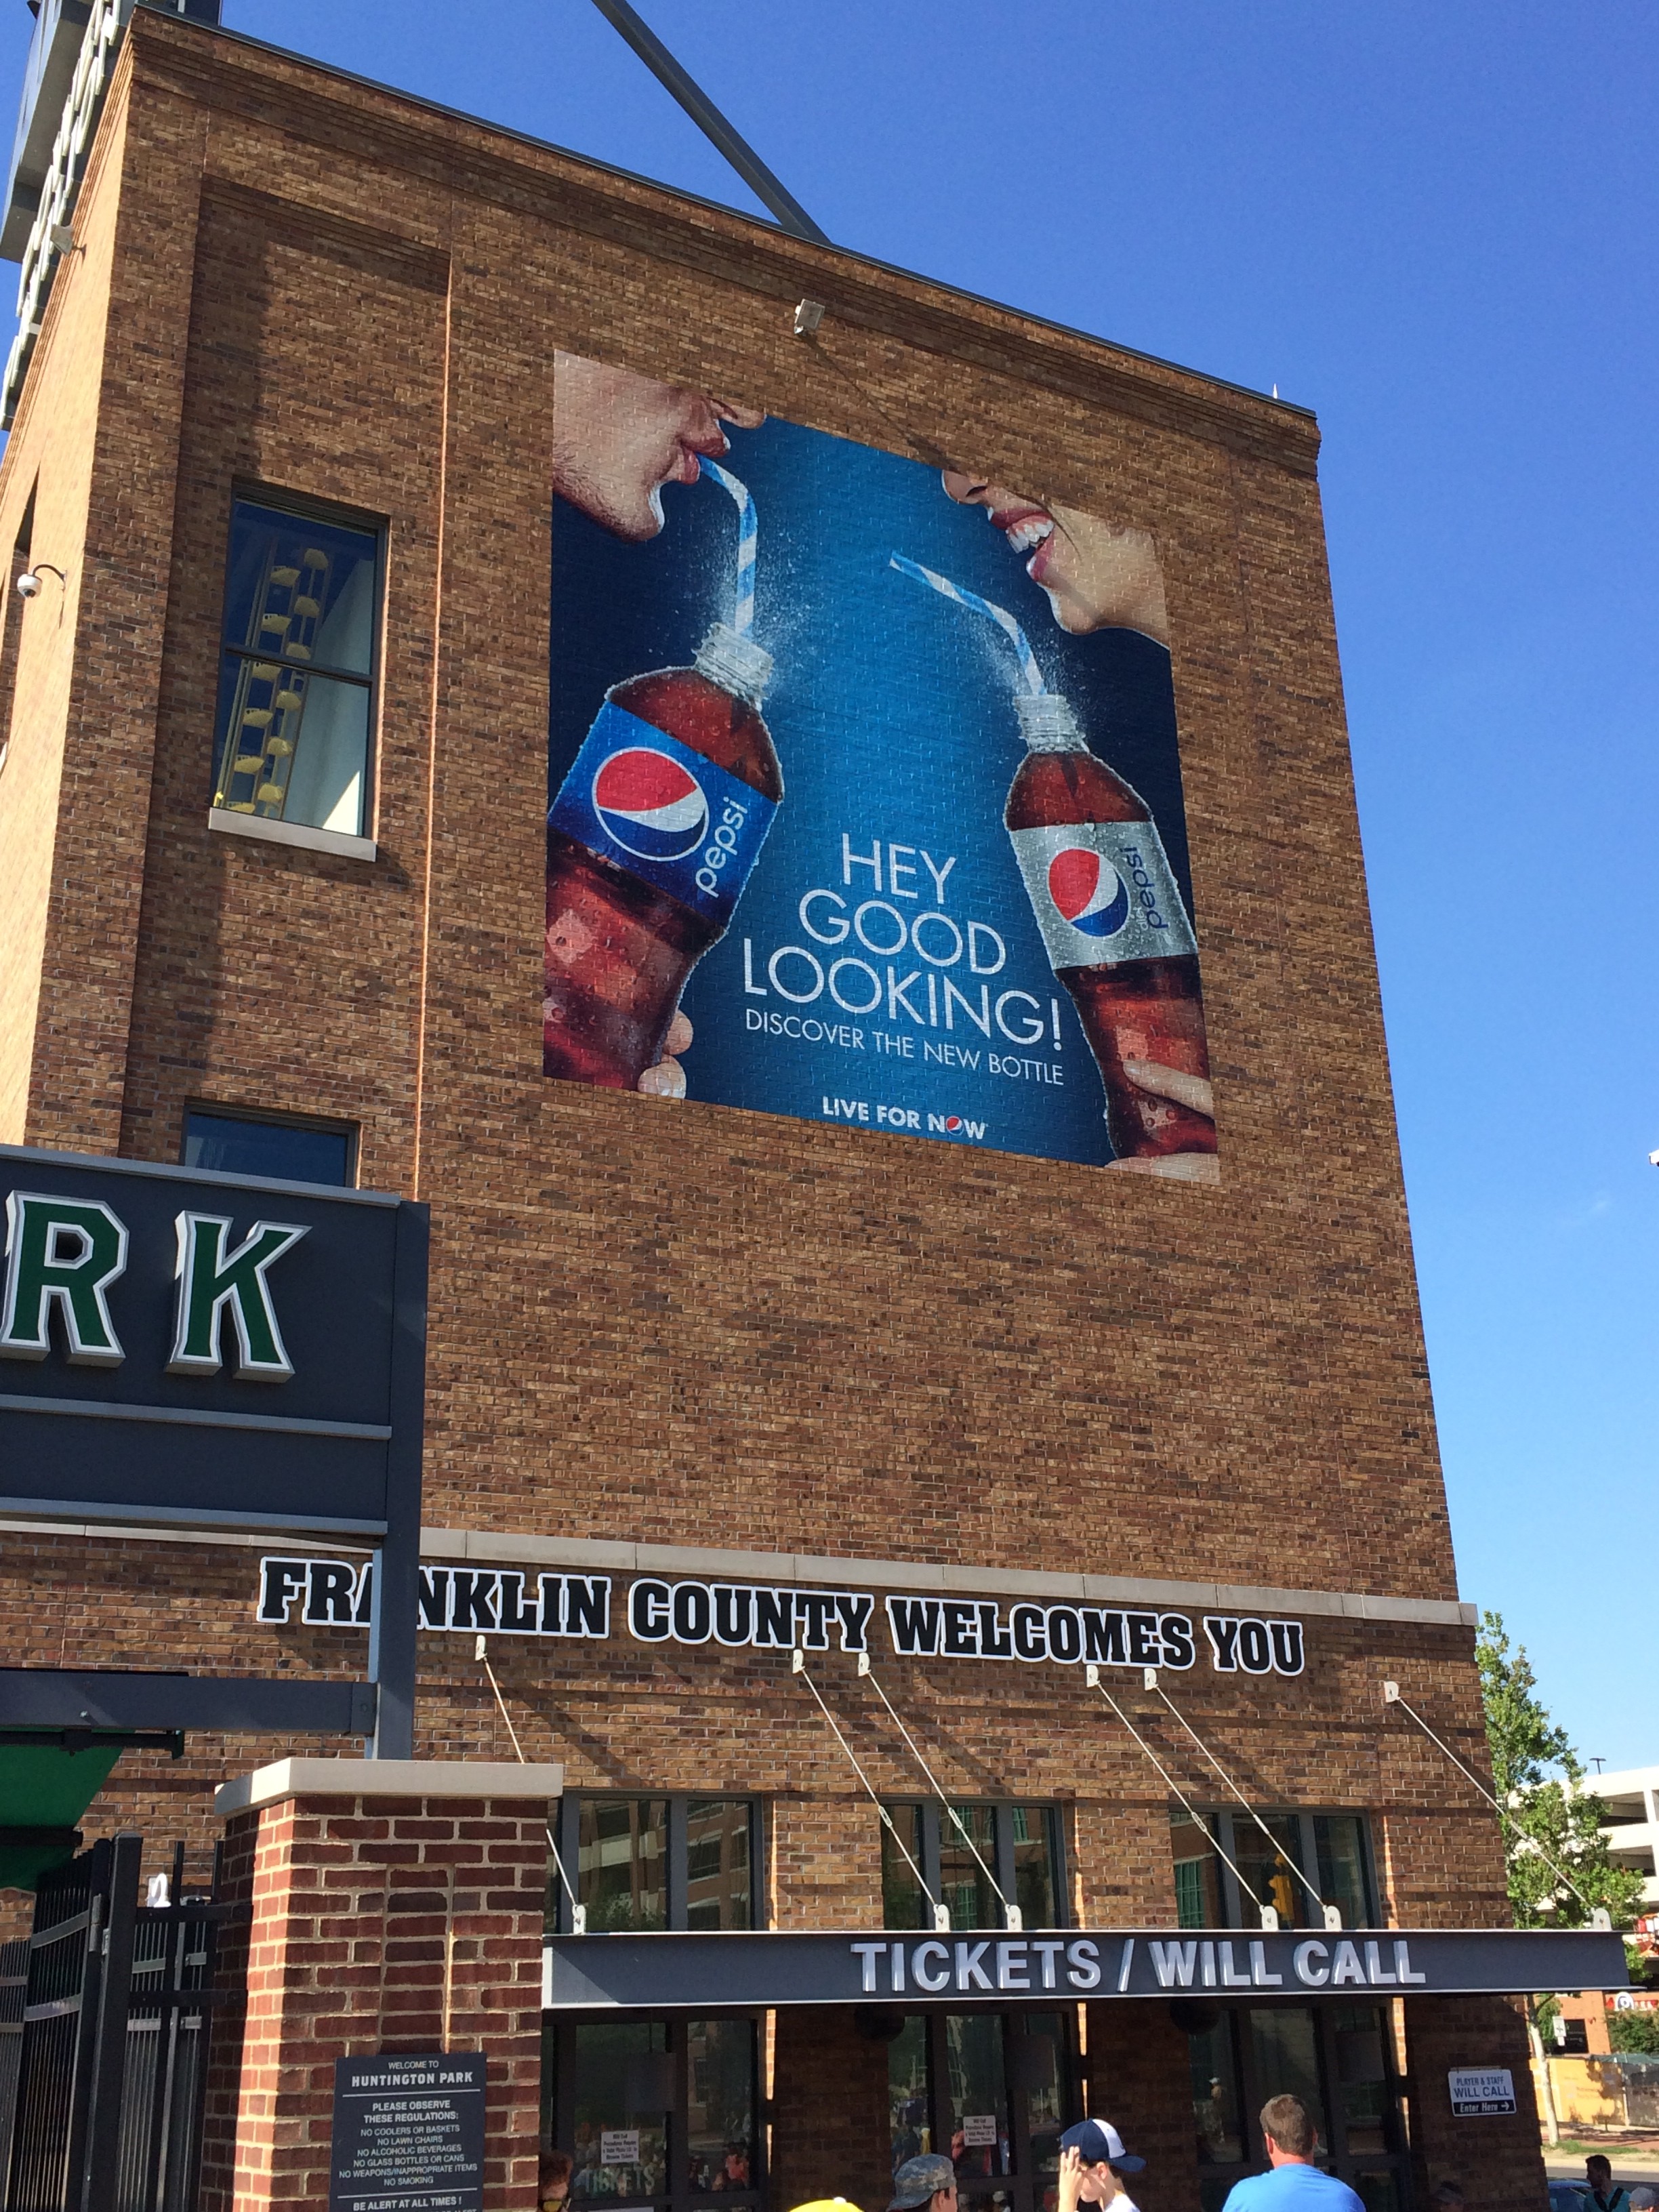 pepsi
diet
pepsi
HEY
GOOD
LOOKING!
DISCOVER THE NEW BOTTLE
LIVE FOR NOW
RK
FRANKLIN COUNTY WELCOMES YOU
TICKETS / WILL CALL
WELCOME TO
HUNTINGTON PARK
PLEASE OBSERVE
THESE REGULATIONS:
NO COOLERS OR BASKETS
NO LAWN CHAIRS
NO ALCOHOLIC BEVERAGES
NO GLASS BOTTLES OR CANS
NO WEAPONS/INAPPROPRIATE ITEMS
NO SMOKING
BE ALERT AT ALL TIMES !
PLAYER & STAFF
WILL CALL
Enter Here →
TICKETS